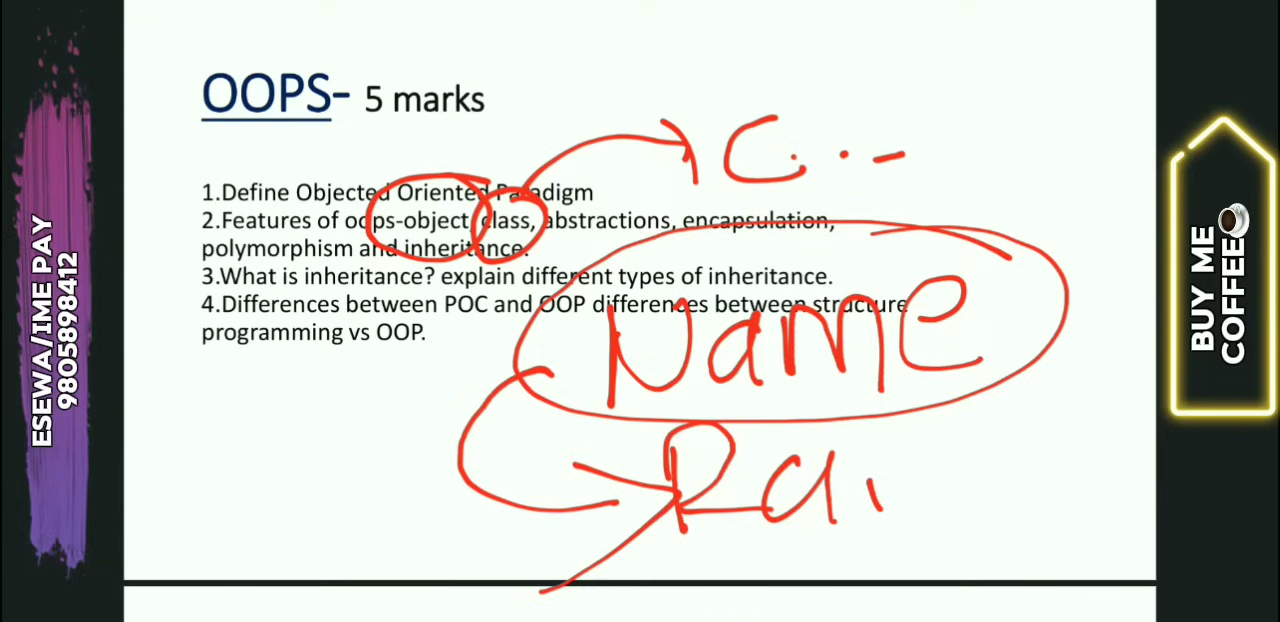 OOPS- 5 marks
1.Define Objected Oriented Paradigm
2.Features of oops-object, class, abstractions, encapsulation,
polymorphism and inheritance.
3.What is inheritance? explain different types of inheritance.
4.Differences between POC and OOP differences between structure
programming vs OOP.
C
Name
Ra
ESEWA/IME PAY
9805898412
BUY ME
COFFEE